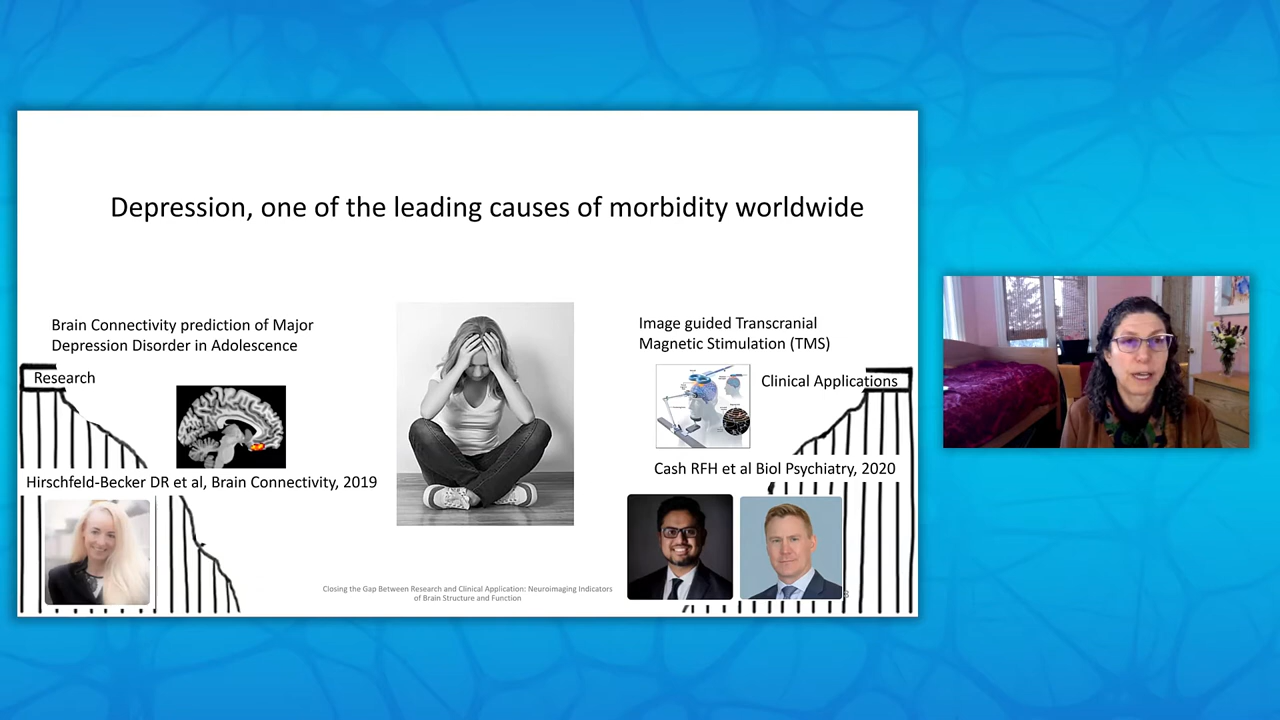 Depression, one of the leading causes of morbidity worldwide
Brain Connectivity prediction of Major
Depression Disorder in Adolescence
Research
Hirschfeld-Becker DR et al, Brain Connectivity, 2019
Image guided Transcranial
Magnetic Stimulation (TMS)
Clinical Applications
Cash RFH et al Biol Psychiatry, 2020
Closing the Gap Between Research and Clinical Application: Neuroimaging Indicators
of Brain Structure and Function